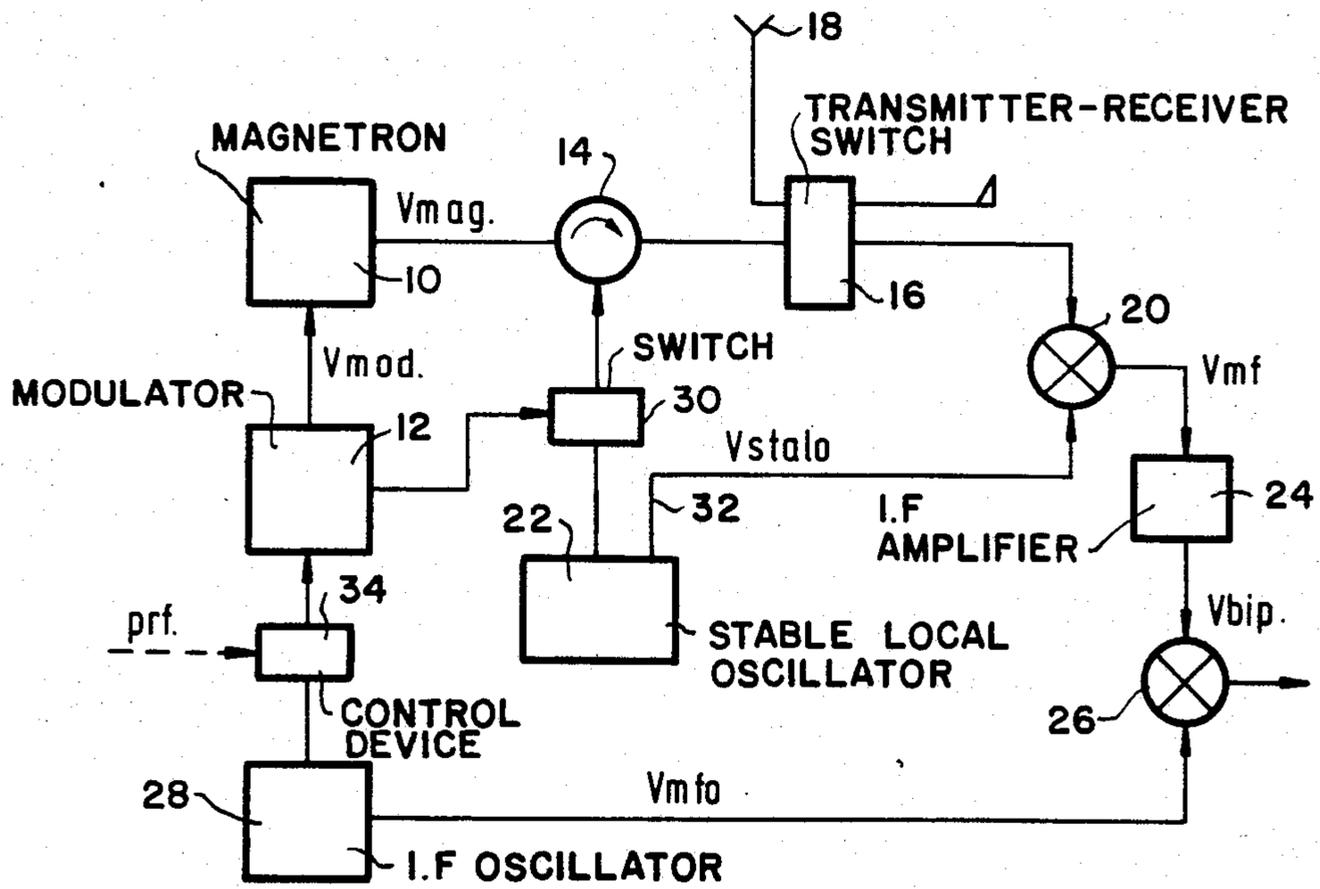 18
TRANSMITTER-RECEIVER
SWITCH
MAGNETRON
14
Vmag.
10
16
20
SWITCH
Vmod.
Vmf
MODULATOR
30
12
Vstalo
22
32
I.F
AMPLIFIER
24
34
prf.
Vbip.
STABLE LOCAL
OSCILLATOR
CONTROL
DEVICE
26
28
Vmfo
I.F OSCILLATOR